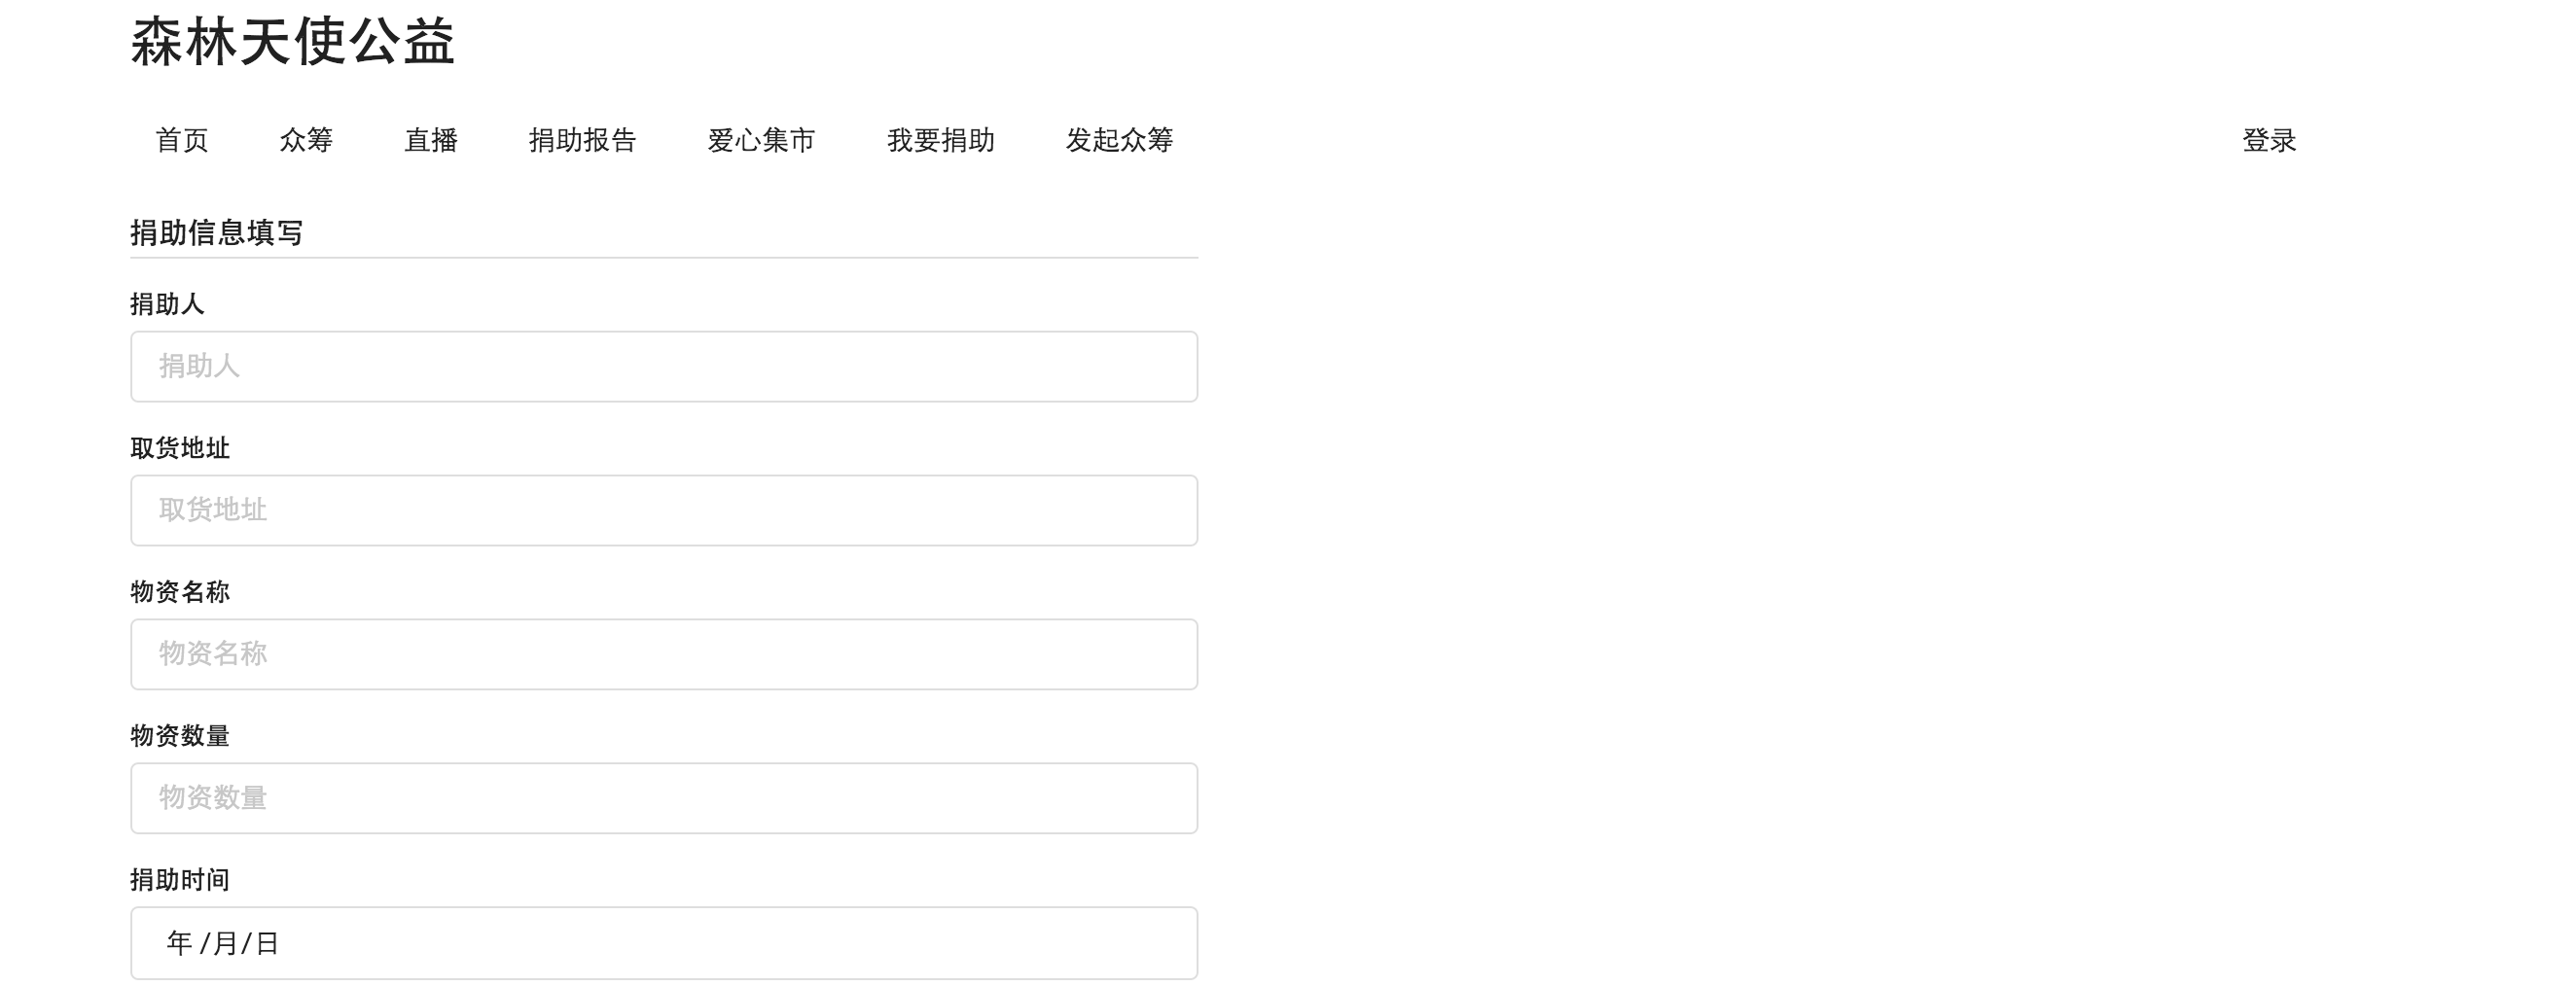 森林天使公益
首页 众筹 直播 捐助报告 爱心集市 我要捐助 发起众筹 登录
捐助信息填写
捐助人
捐助人
取货地址
取货地址
物资名称
物资名称
物资数量
物资数量
捐助时间
年 /月/日